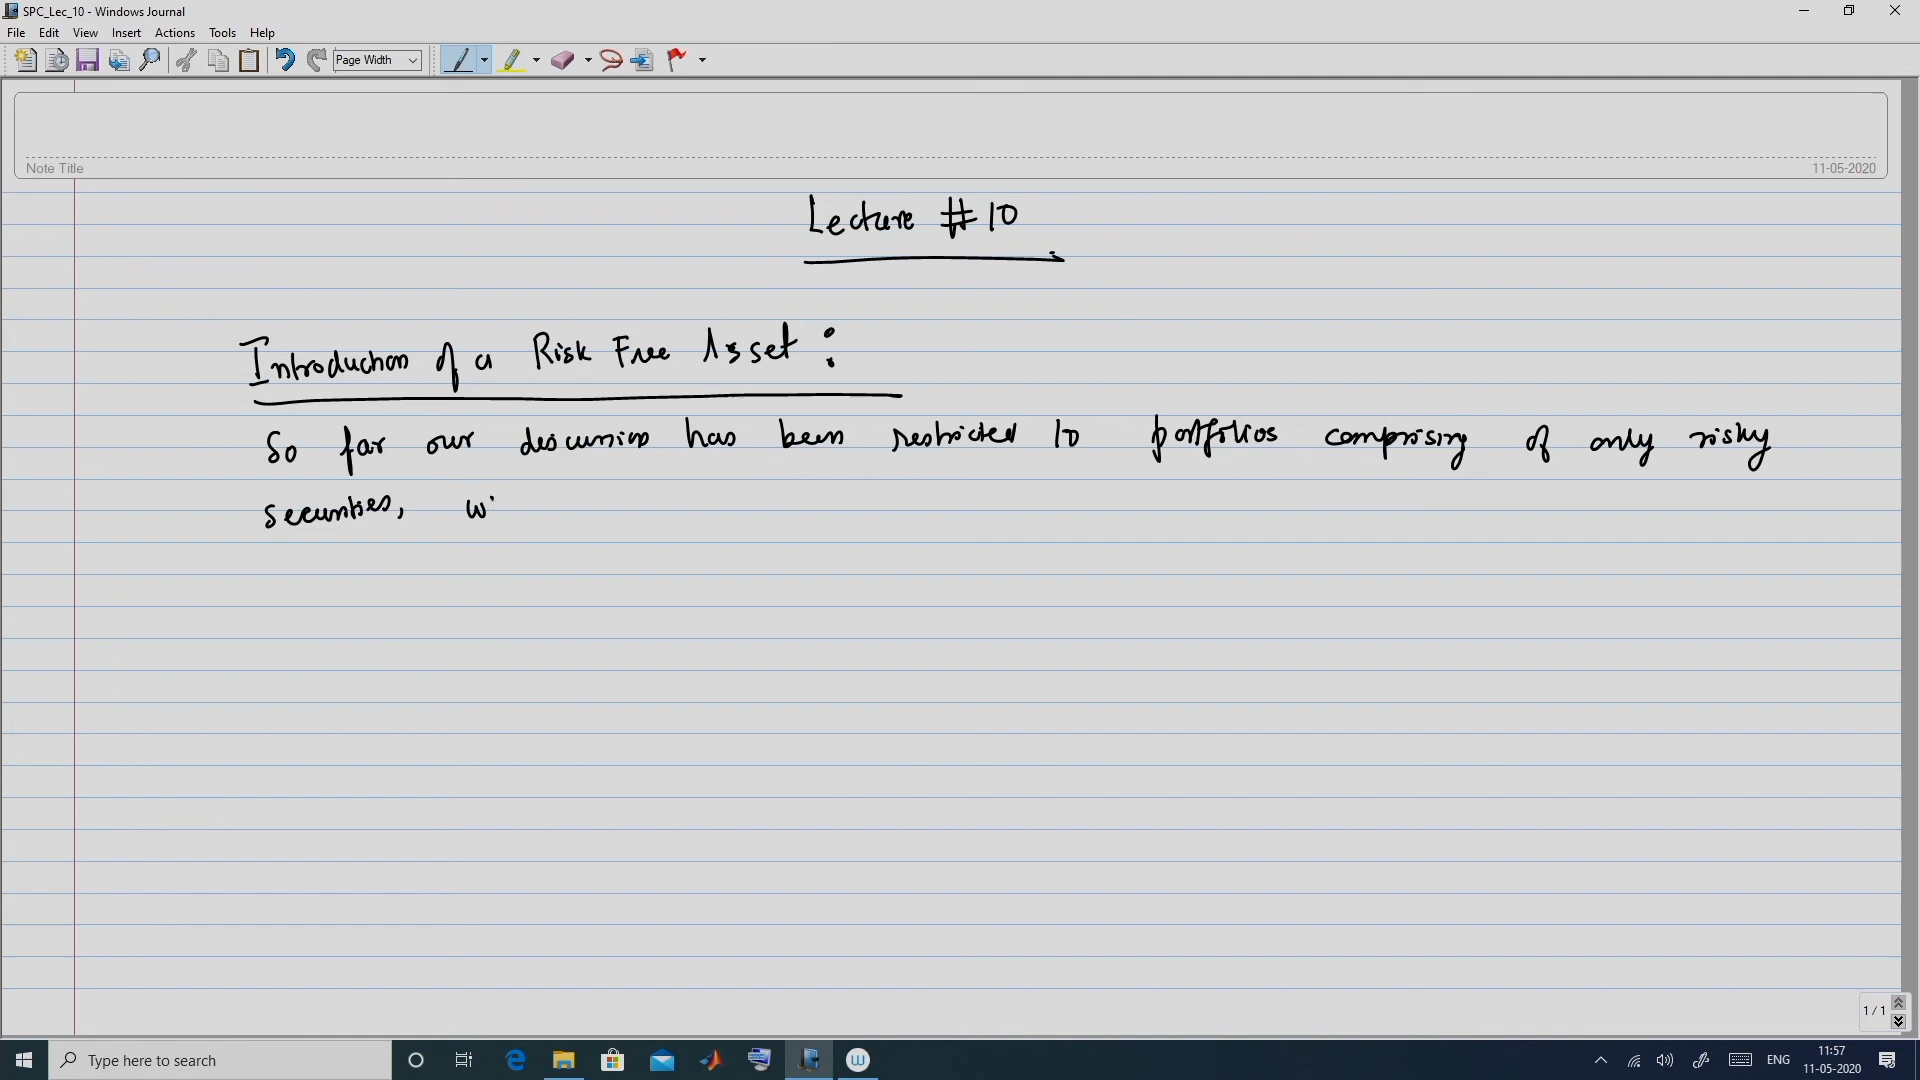 SPC_Lec_10 - Windows Journal
File Edit View Insert Actions Tools Help
Page Width
Note Title
11-05-2020
Lecture #10
Introduction of a Risk Free Asset :
So far our discussion has been restricted to portfolios comprising of only risky
securities, wi
1 / 1
Type here to search
ENG
11:57
11-05-2020